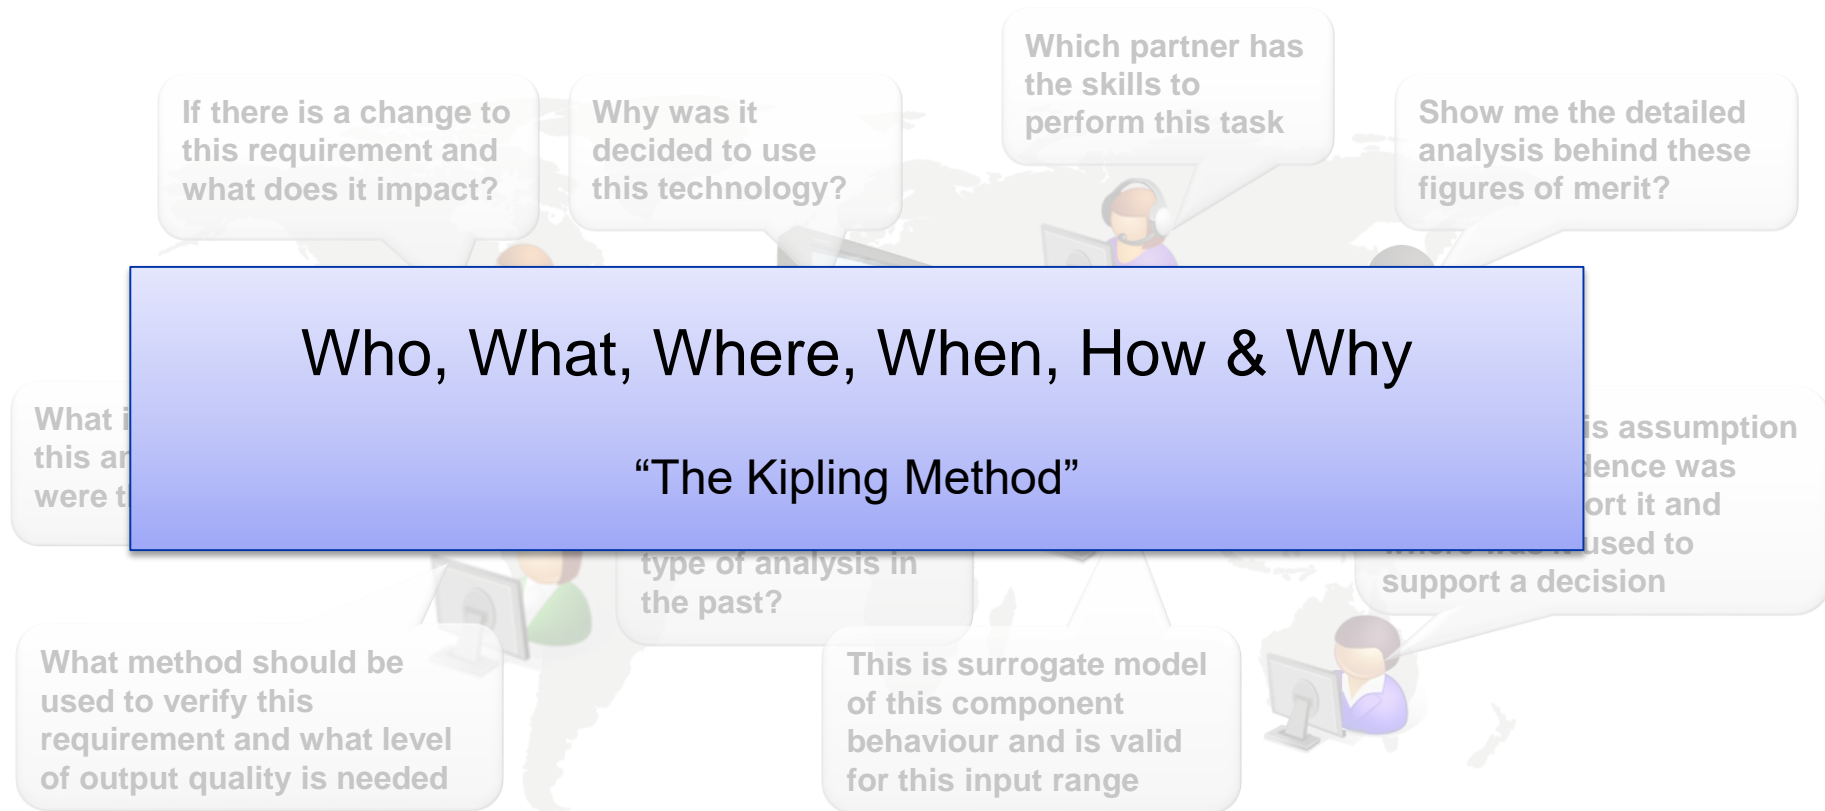 Which partner has
the skills to
perform this task
If there is a change to
this requirement and
what does it impact?
Why was it
decided to use
this technology?
Show me the detailed
analysis behind these
figures of merit?
Who, What, Where, When, How & Why
“The Kipling Method”
What
this
were
is assumption
was
ort it and
used to
support a decision
type of analysis in
the past?
What method should be
used to verify this
requirement and what level
of output quality is needed
This is surrogate model
of this component
behaviour and is valid
for this input range